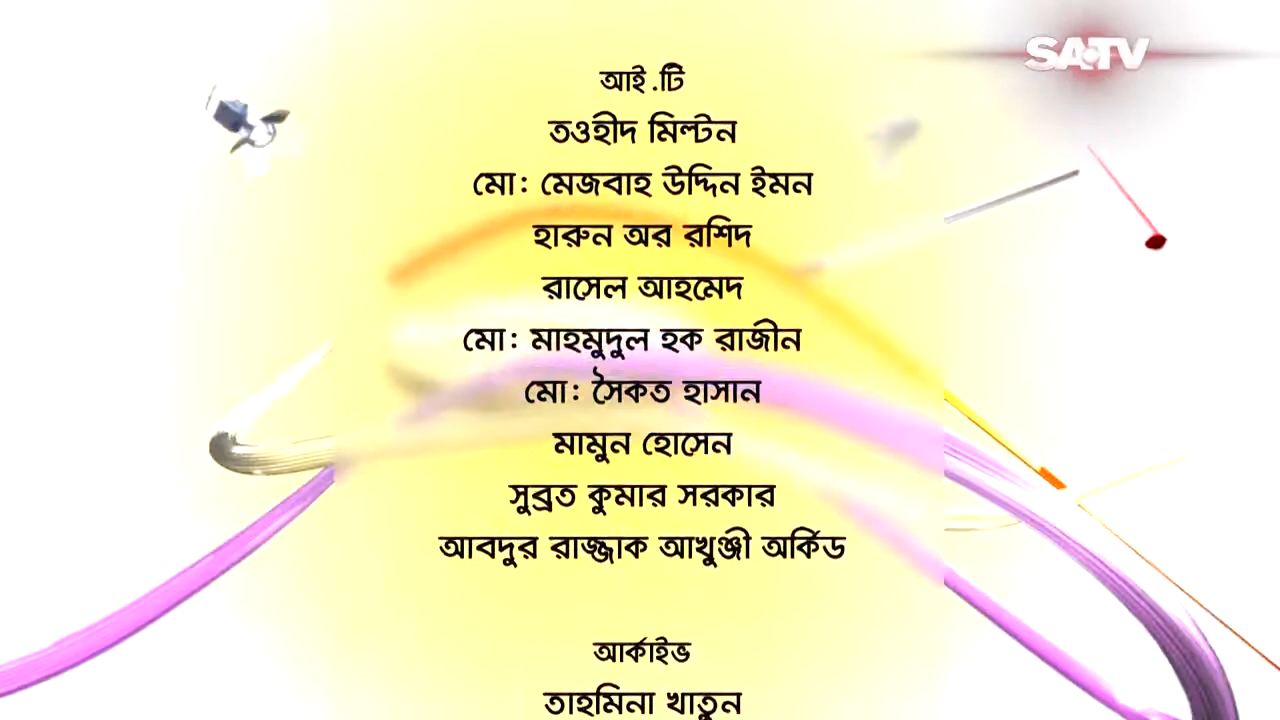 SATV
আই.টি
তওহীদ মিল্টন
মো: মেজবাহ উদ্দিন ইমন
হারুন অর রশিদ
রাসেল আহমেদ
মো: মাহমুদুল হক রাজীন
মো: সৈকত হাসান
মামুন হোসেন
সুব্রত কুমার সরকার
আবদুর রাজ্জাক আখুঞ্জী অর্কিড
আর্কাইভ
তাহমিনা খাতুন